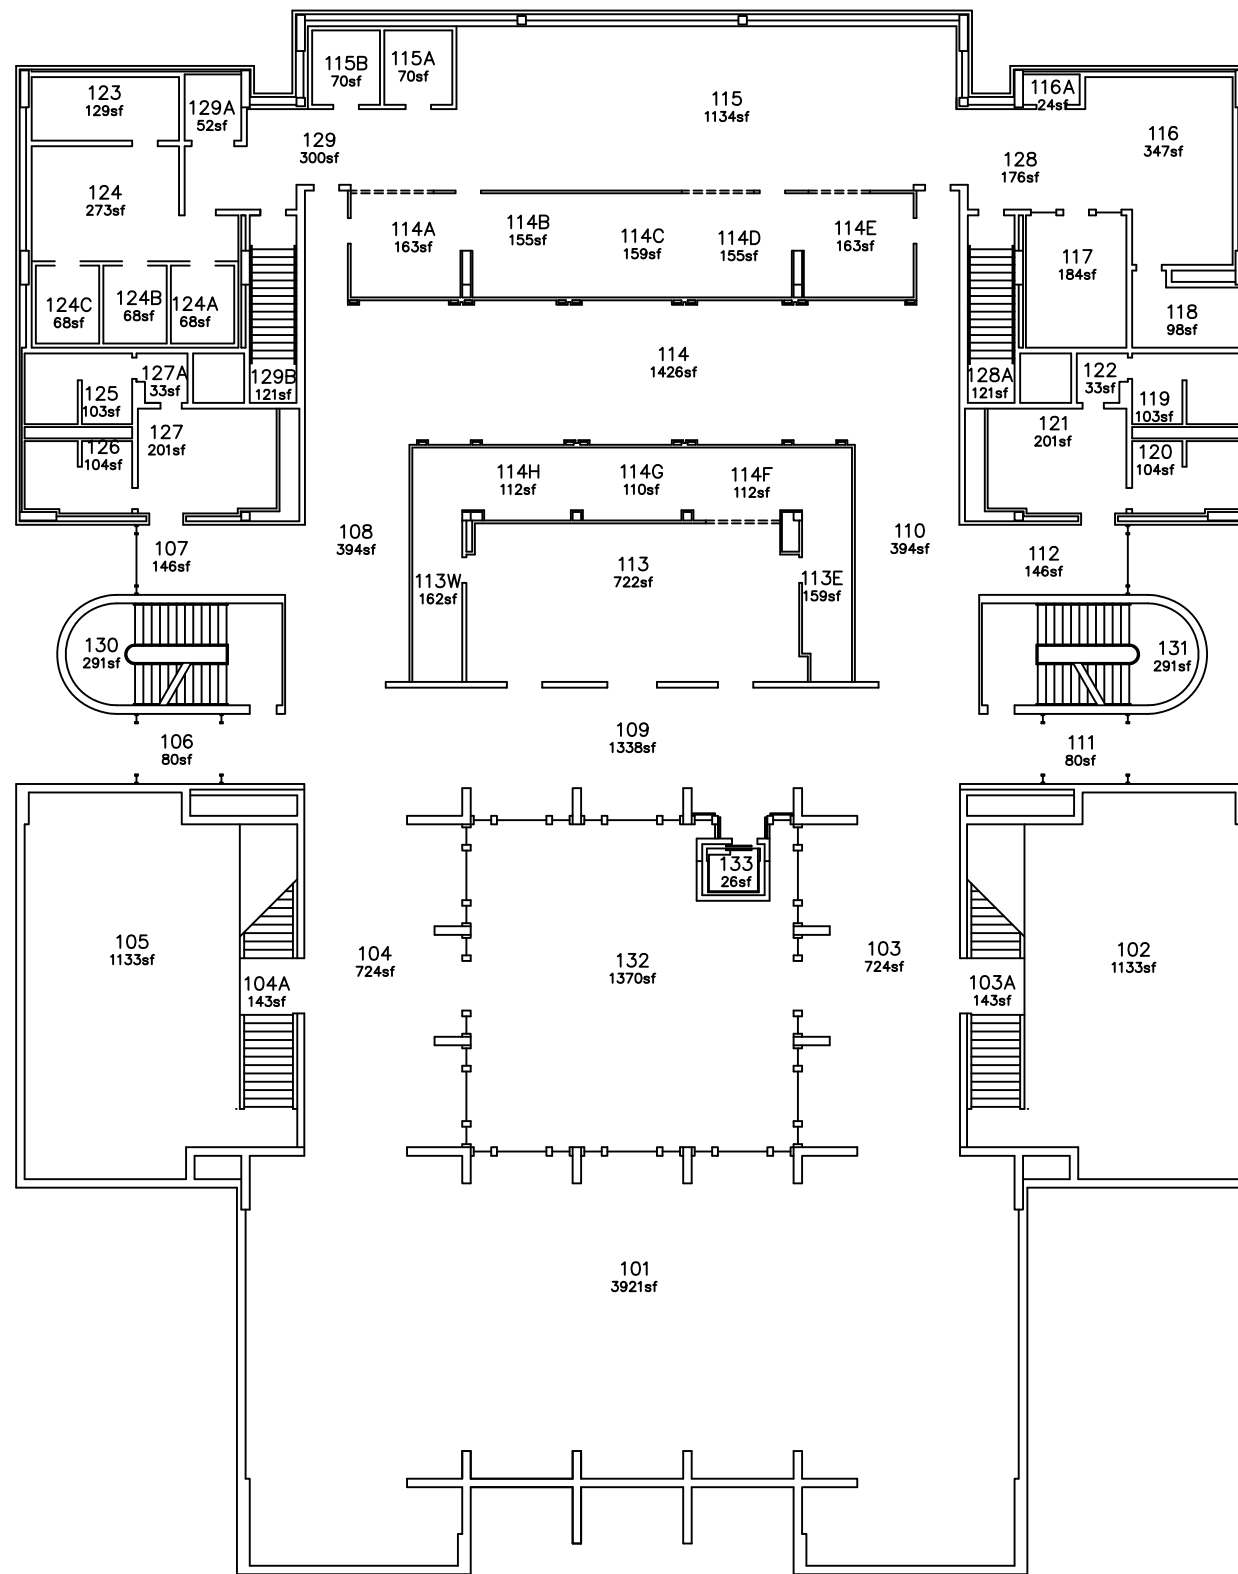 115B
70sf
115A
70sf
123
129sf
129A
52sf
115
1134sf
116A
24sf
116
347sf
129
300sf
128
176sf
124
273sf
114A
163sf
114B
155sf
114C
159sf
114D
155sf
114E
163sf
117
184sf
124C
68sf
124B
68sf
124A
68sf
118
98sf
114
1426sf
127A
33sf
129B
121sf
128A
121sf
122
33sf
125
103sf
119
103sf
127
201sf
121
201sf
126
104sf
120
104sf
114H
112sf
114G
110sf
114F
112sf
108
394sf
110
394sf
107
146sf
112
146sf
113
722sf
113W
162sf
113E
159sf
130
291sf
131
291sf
106
80sf
109
1338sf
111
80sf
133
26sf
105
1133sf
104
724sf
132
1370sf
103
724sf
102
1133sf
104A
143sf
103A
143sf
101
3921sf